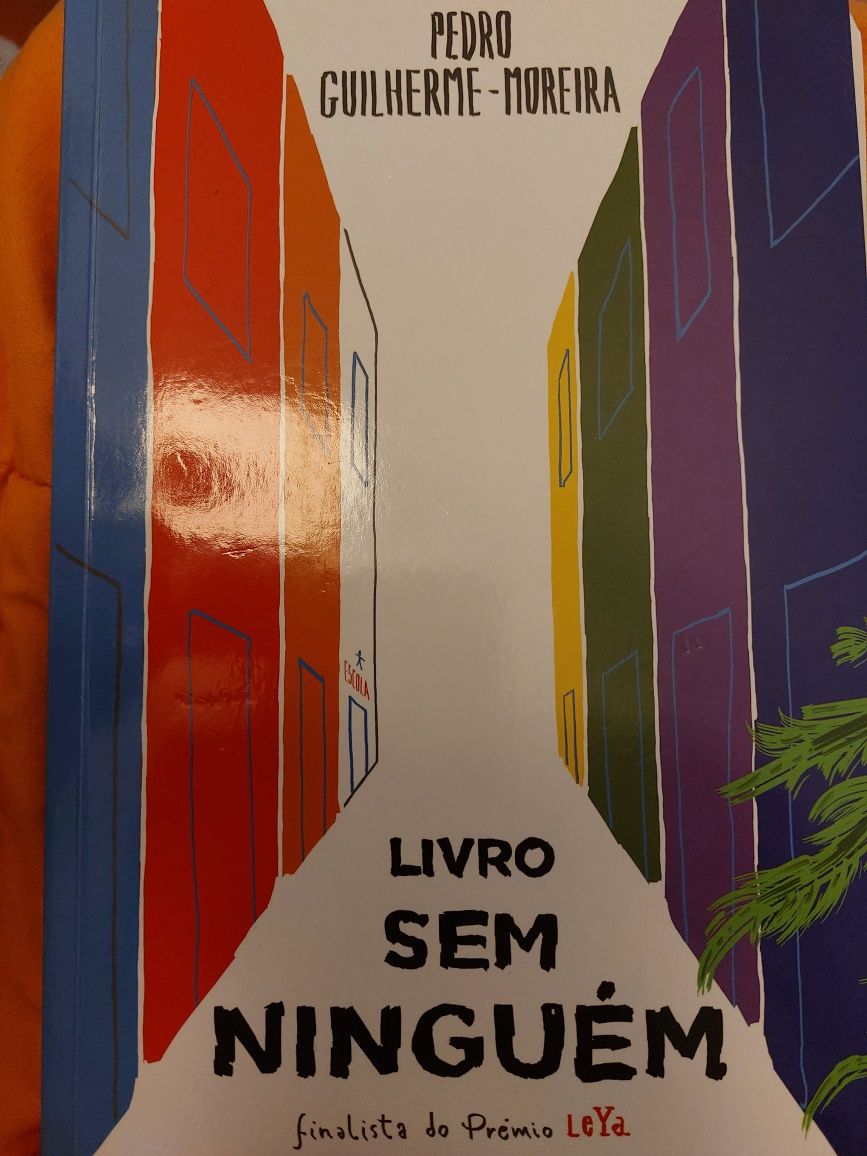 PEDRO
GUILHERME-MOREIRA
ESCOLA
LIVRO
SEM
NINGUÉM
finalista do Prémio LeYa